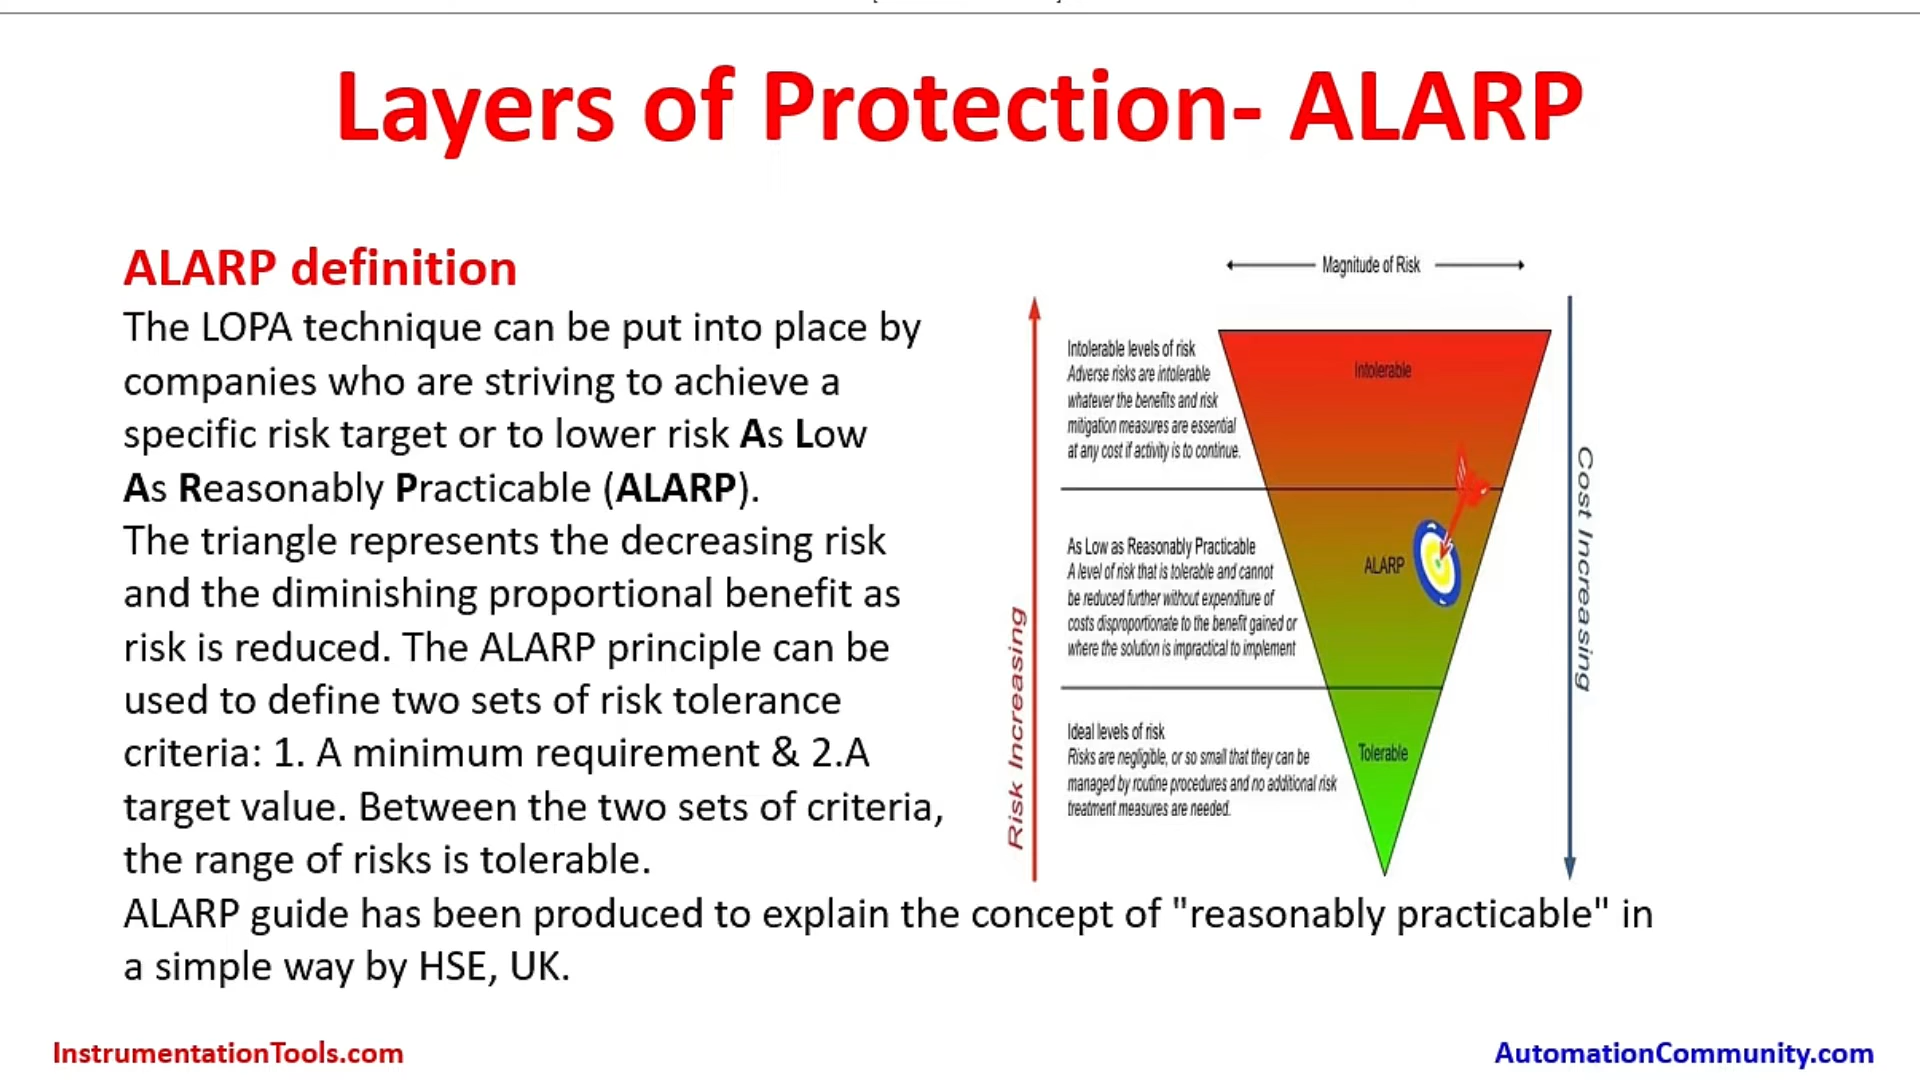 Layers of Protection- ALARP
ALARP definition
The LOPA technique can be put into place by
companies who are striving to achieve a
specific risk target or to lower risk As Low
As Reasonably Practicable (ALARP).
The triangle represents the decreasing risk
and the diminishing proportional benefit as
risk is reduced. The ALARP principle can be
used to define two sets of risk tolerance
criteria: 1. A minimum requirement & 2.A
target value. Between the two sets of criteria,
the range of risks is tolerable.
ALARP guide has been produced to explain the concept of "reasonably practicable" in
a simple way by HSE, UK.
Magnitude of Risk
Risk Increasing
Intolerable levels of risk
Adverse risks are intolerable
whatever the benefits and risk
mitigation measures are essential
at any cost if activity is to continue.
Intolerable
As Low as Reasonably Practicable
A level of risk that is tolerable and cannot
be reduced further without expenditure of
costs disproportionate to the benefit gained or
where the solution is impractical to implement
ALARP
Ideal levels of risk
Risks are negligible, or so small that they can be
managed by routine procedures and no additional risk
treatment measures are needed.
Tolerable
Cost Increasing
InstrumentationTools.com
AutomationCommunity.com